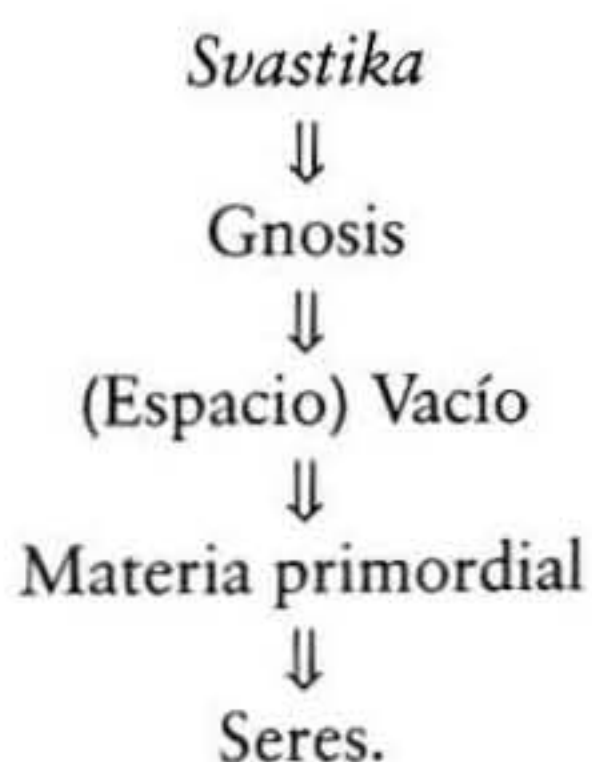 Svastika
⇓
Gnosis
⇓
(Espacio) Vacío
⇓
Materia primordial
⇓
Seres.